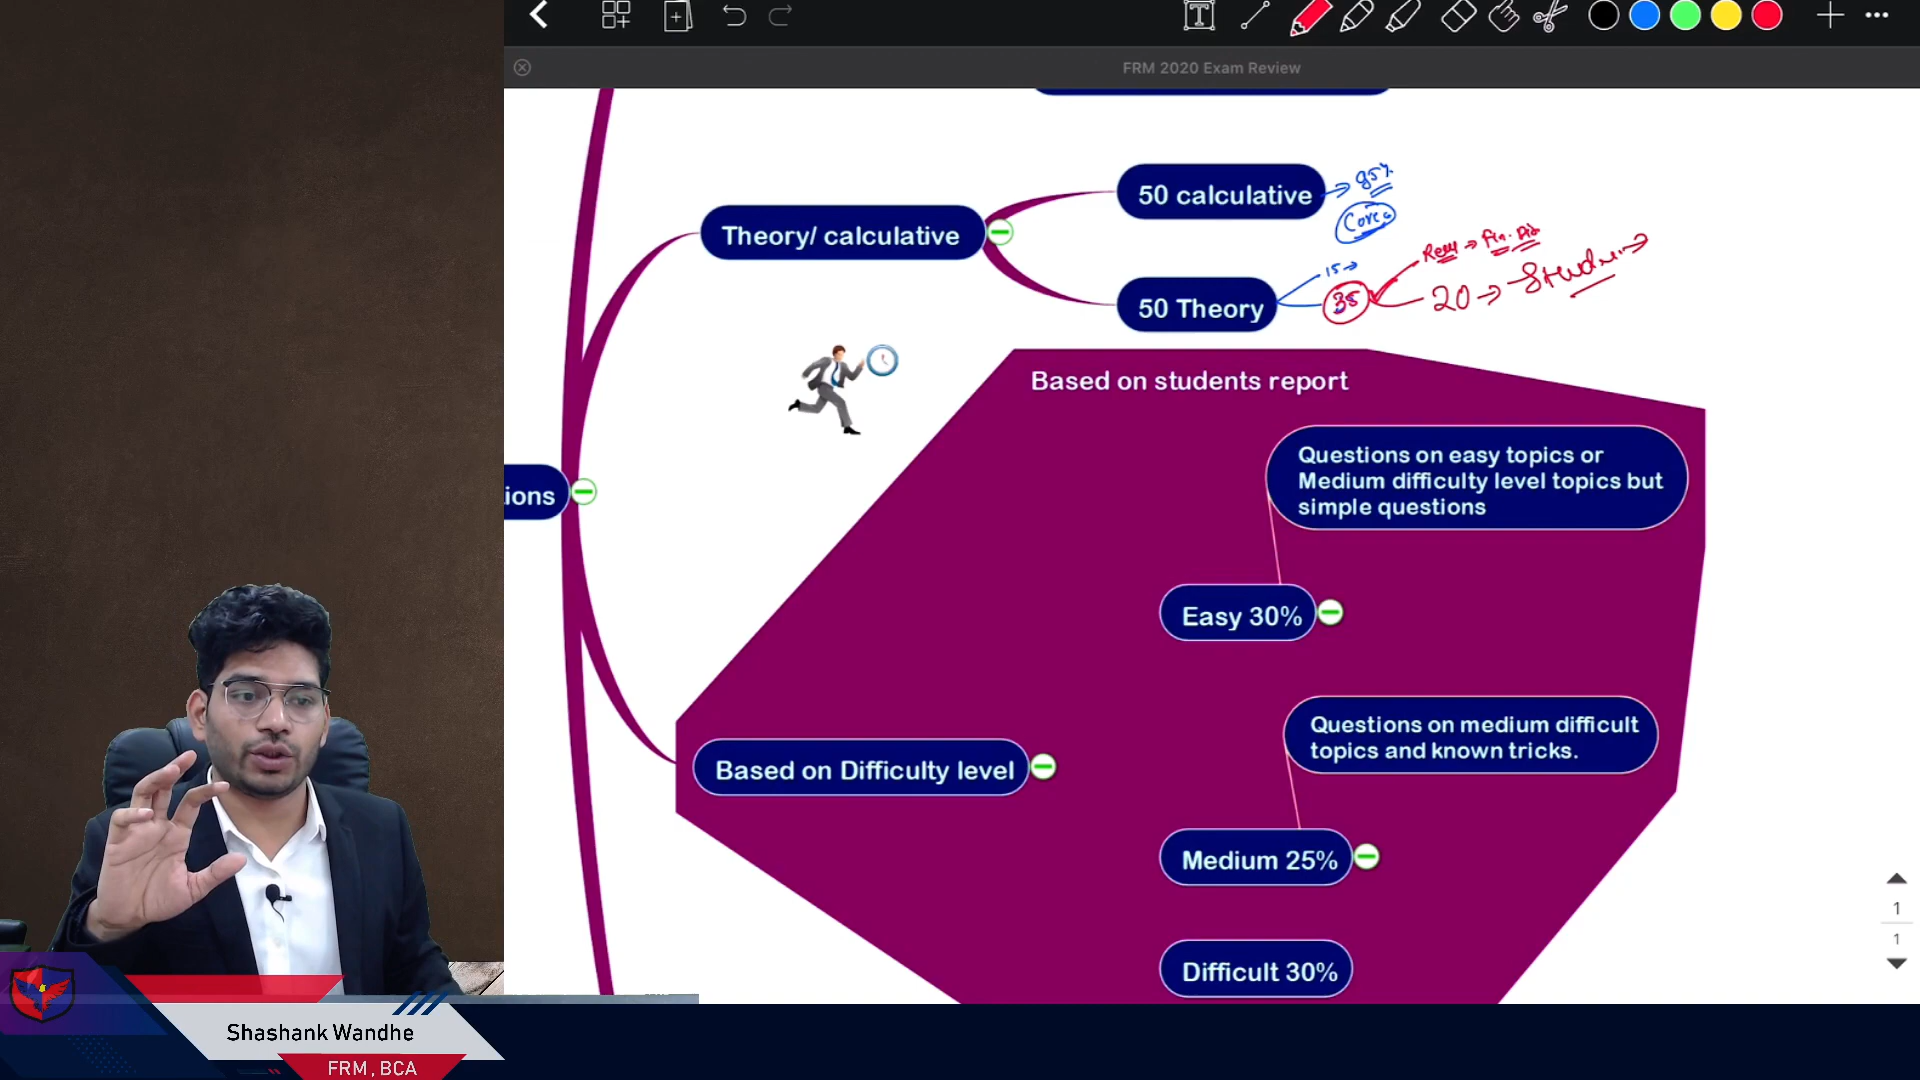 FRM 2020 Exam Review
50 calculative
85%
Core
Theory/ calculative
15
50 Theory
35
20
Based on students report
Questions on easy topics or
Medium difficulty level topics but
simple questions
ions
Easy 30%
Questions on medium difficult
topics and known tricks.
Based on Difficulty level
Medium 25%
Difficult 30%
1
1
Shashank Wandhe
FRM, BCA